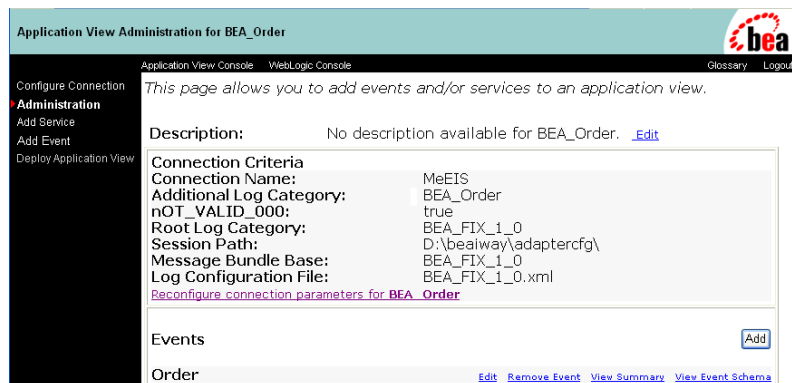 Application View Administration for BEA_Order
bea
Application View Console WebLogic Console Glossary Logout
Configure Connection
Administration
Add Service
Add Event
Deploy Application View
This page allows you to add events and/or services to an application view.
Description: No description available for BEA_Order. Edit
Connection Criteria
Connection Name: MeEIS
Additional Log Category: BEA_Order
nOT_VALID_000: true
Root Log Category: BEA_FIX_1_0
Session Path: D:\beaiway\adaptercfg\
Message Bundle Base: BEA_FIX_1_0
Log Configuration File: BEA_FIX_1_0.xml
Reconfigure connection parameters for BEA_Order
Events Add
Order Edit Remove Event View Summary View Event Schema